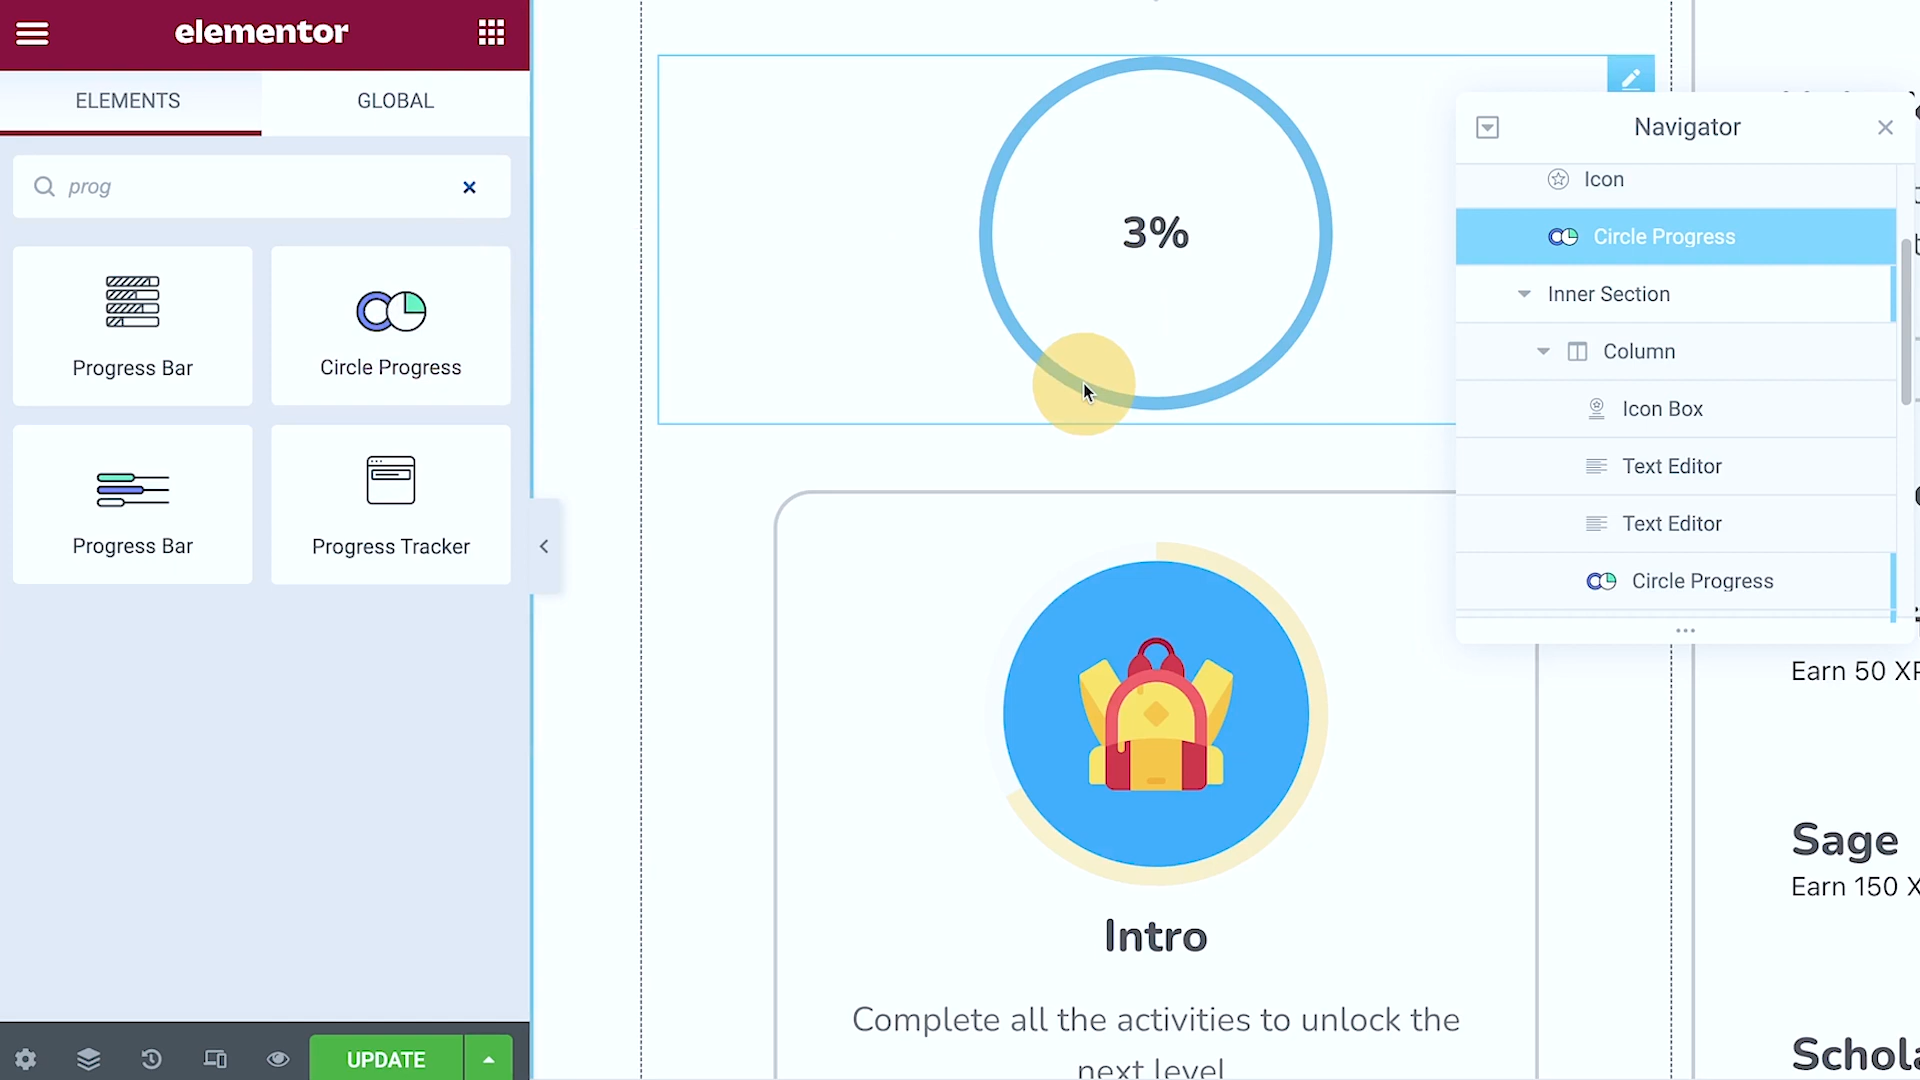 elementor
ELEMENTS
GLOBAL
prog
Progress Bar
Circle Progress
Progress Bar
Progress Tracker
UPDATE
3%
Intro
Complete all the activities to unlock the
next level
Navigator
Icon
Circle Progress
Inner Section
Column
Icon Box
Text Editor
Text Editor
Circle Progress
Earn 50 XP
Sage
Earn 150 X
Schola